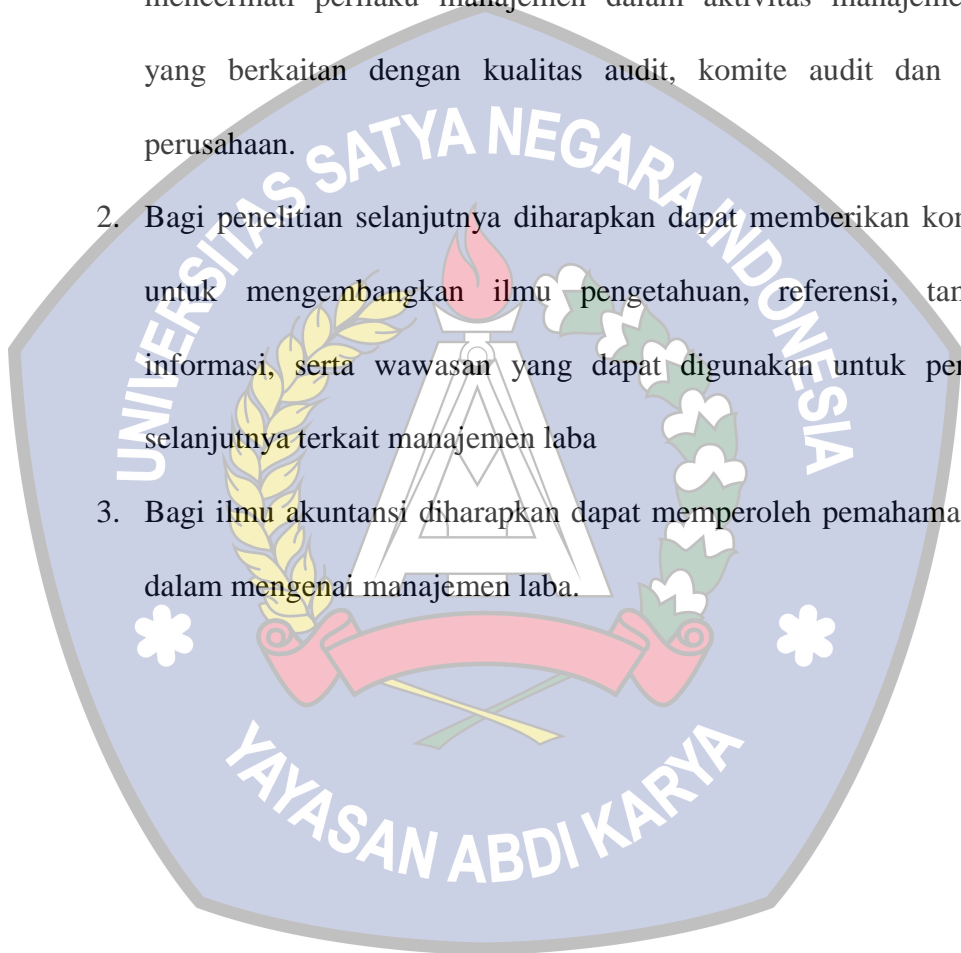 mencermati perilaku manajemen dalam aktivitas manajeme
yang berkaitan dengan kualitas audit, komite audit dan
perusahaan.
2. Bagi penelitian selanjutnya diharapkan dapat memberikan kon
untuk mengembangkan ilmu pengetahuan, referensi, tam
informasi, serta wawasan yang dapat digunakan untuk pen
selanjutnya terkait manajemen laba
3. Bagi ilmu akuntansi diharapkan dapat memperoleh pemahama
dalam mengenai manajemen laba.
UNIVERSITAS SATYA NEGARA INDONESIA
YAYASAN ABDI KARYA